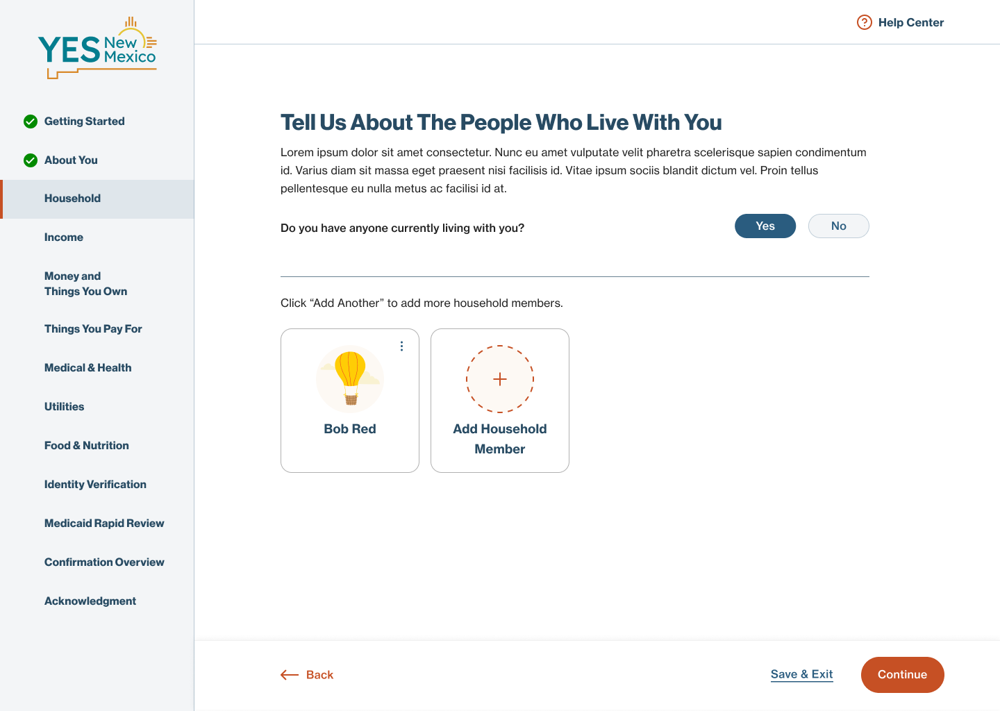 YES New
Mexico
Help Center
Getting Started
About You
Household
Income
Money and
Things You Own
Things You Pay For
Medical & Health
Utilities
Food & Nutrition
Identity Verification
Medicaid Rapid Review
Confirmation Overview
Acknowledgment
Tell Us About The People Who Live With You
Lorem ipsum dolor sit amet consectetur. Nunc eu amet vulputate velit pharetra scelerisque sapien condimentum
id. Varius diam sit massa eget praesent nisi facilisis id. Vitae ipsum sociis blandit dictum vel. Proin tellus
pellentesque eu nulla metus ac facilisi id at.
Do you have anyone currently living with you?
Yes
No
Click “Add Another” to add more household members.
Bob Red
Add Household
Member
Back
Save & Exit
Continue